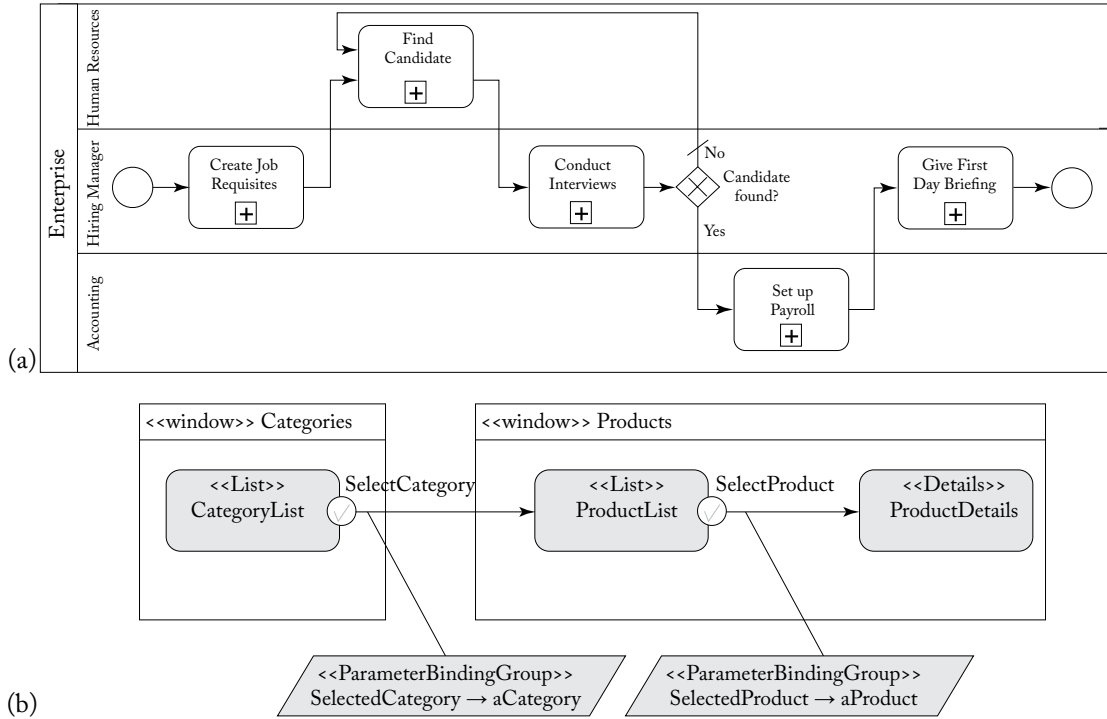 Enterprise
Human Resources
Find
Candidate
Hiring Manager
Create Job
Requisites
Conduct
Interviews
No
Candidate
found?
Yes
Give First
Day Briefing
Accounting
Set up
Payroll
(a)
<<window>> Categories
<<List>>
CategoryList
SelectCategory
<<window>> Products
<<List>>
ProductList
SelectProduct
<<Details>>
ProductDetails
<<ParameterBindingGroup>>
SelectedCategory → aCategory
<<ParameterBindingGroup>>
SelectedProduct → aProduct
(b)